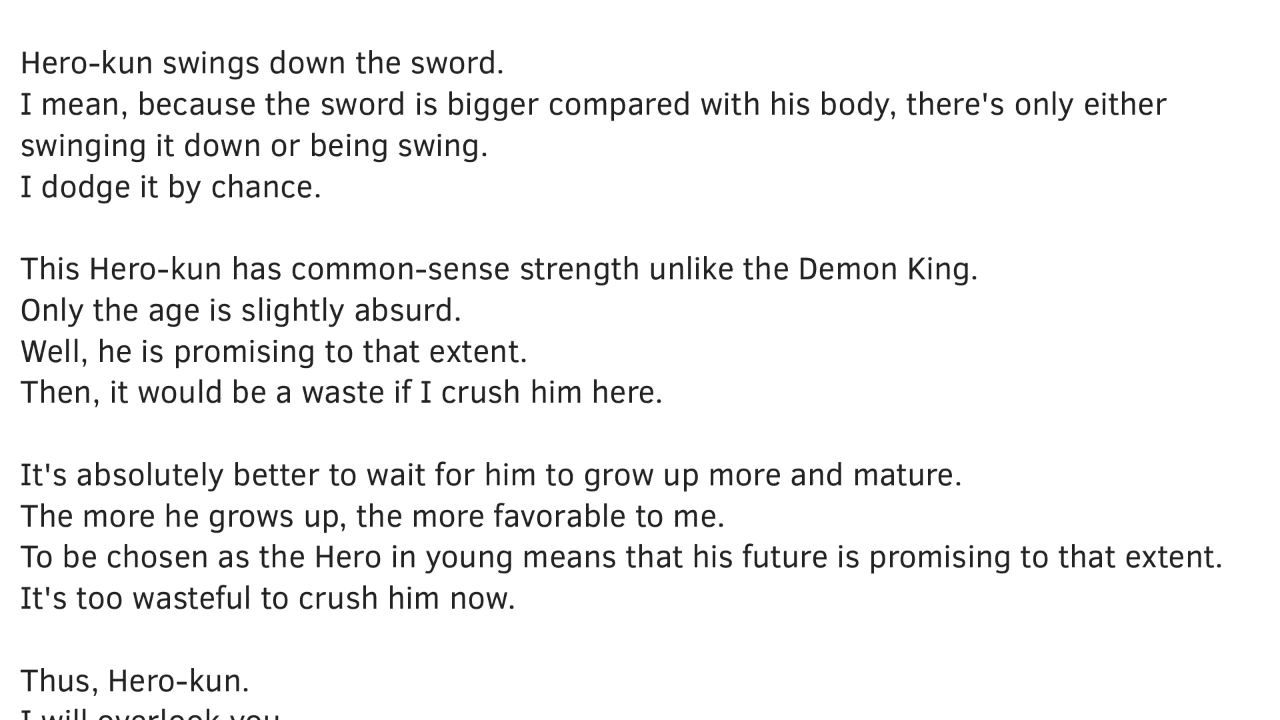 Hero-kun swings down the sword.
I mean, because the sword is bigger compared with his body, there's only either
swinging it down or being swing.
I dodge it by chance.
This Hero-kun has common-sense strength unlike the Demon King.
Only the age is slightly absurd.
Well, he is promising to that extent.
Then, it would be a waste if I crush him here.
It's absolutely better to wait for him to grow up more and mature.
The more he grows up, the more favorable to me.
To be chosen as the Hero in young means that his future is promising to that extent.
It's too wasteful to crush him now.
Thus, Hero-kun.
I will overlook you